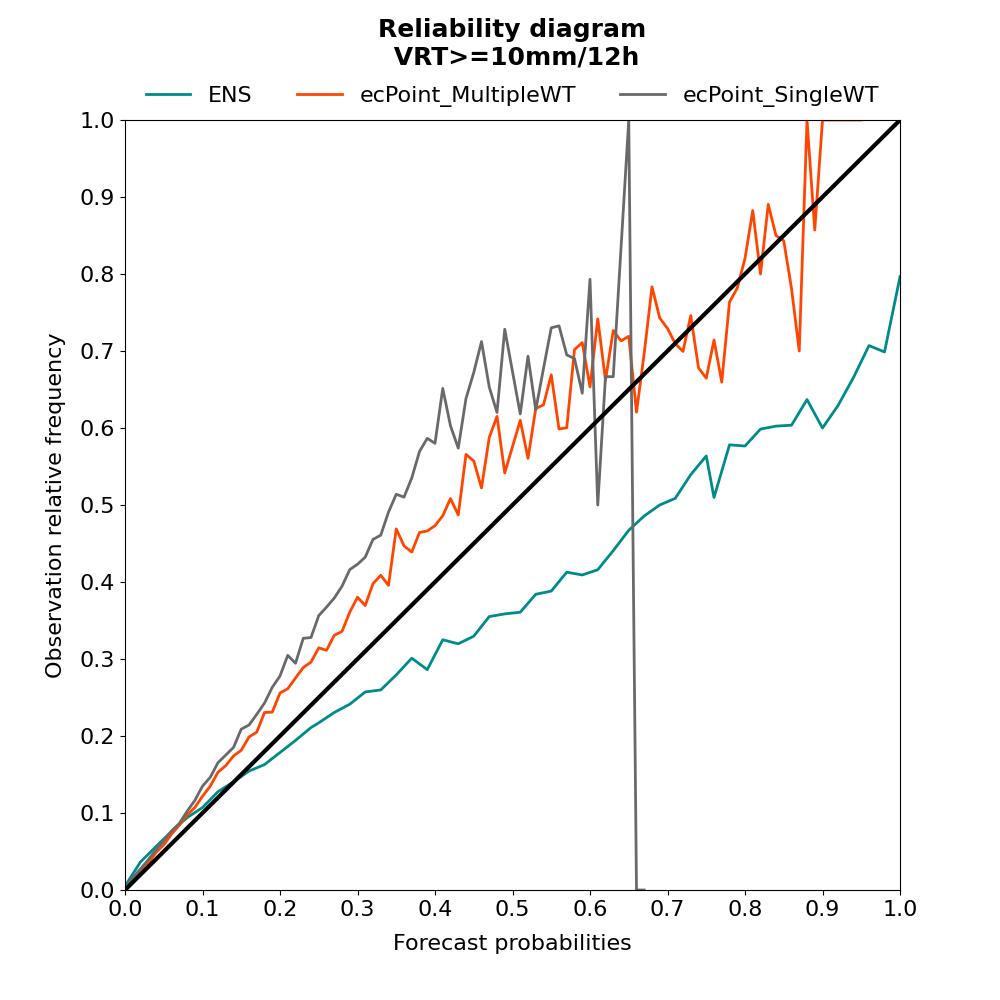 Reliability diagram
VRT>=10mm/12h
ENS ecPoint_MultipleWT ecPoint_SingleWT
1.0
0.9
0.8
0.7
0.6
0.5
0.4
0.3
0.2
0.1
0.0
Observation relative frequency
0.0 0.1 0.2 0.3 0.4 0.5 0.6 0.7 0.8 0.9 1.0
Forecast probabilities